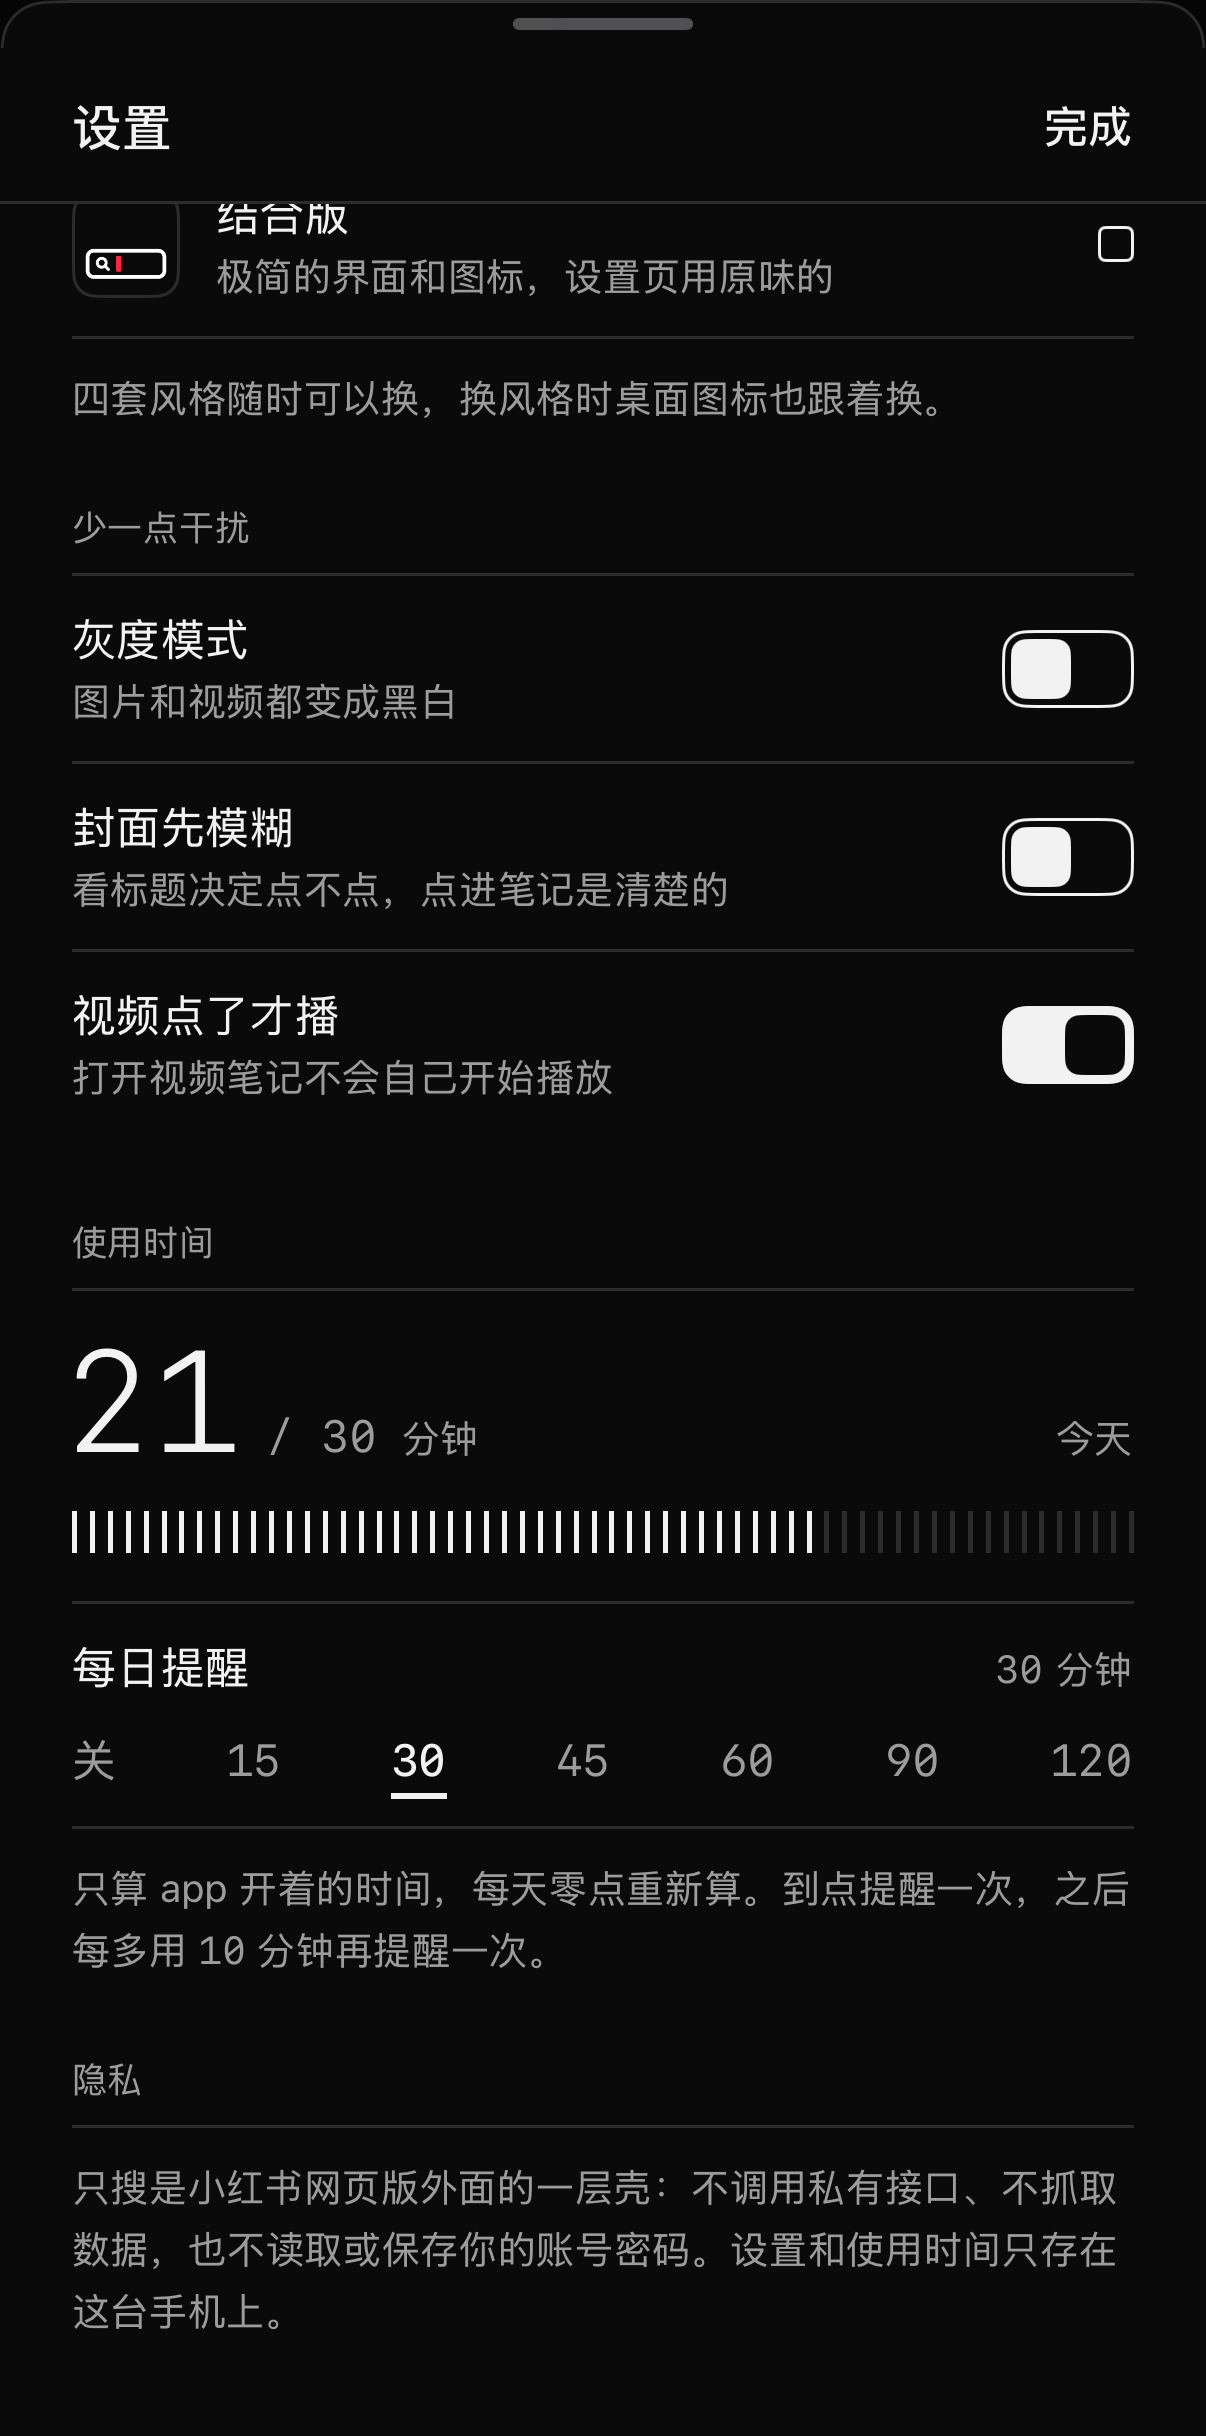 设置
完成
结合版
极简的界面和图标，设置页用原味的
四套风格随时可以换，换风格时桌面图标也跟着换。
少一点干扰
灰度模式
图片和视频都变成黑白
封面先模糊
看标题决定点不点，点进笔记是清楚的
视频点了才播
打开视频笔记不会自己开始播放
使用时间
21 / 30 分钟
今天
每日提醒
30 分钟
关 15 30 45 60 90 120
只算 app 开着的时间，每天零点重新算。到点提醒一次，之后
每多用 10 分钟再提醒一次。
隐私
只搜是小红书网页版外面的一层壳：不调用私有接口、不抓取
数据，也不读取或保存你的账号密码。设置和使用时间只存在
这台手机上。